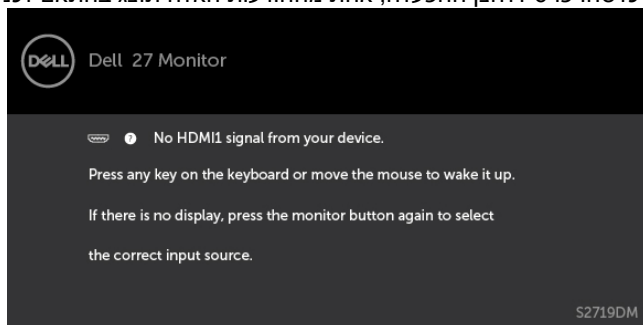 DELL
Dell 27 Monitor
? No HDMI1 signal from your device.
Press any key on the keyboard or move the mouse to wake it up.
If there is no display, press the monitor button again to select
the correct input source.
S2719DM